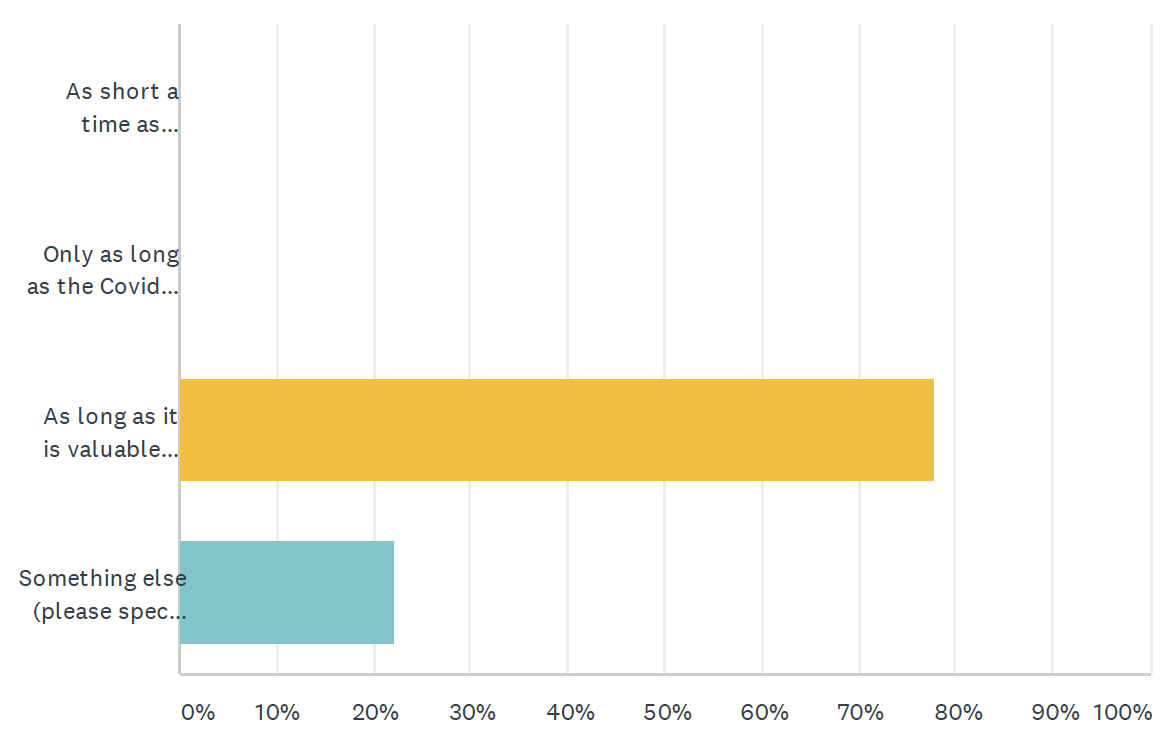 As short a
time as...
Only as long
as the Covid...
As long as it
is valuable...
Something else
(please spec...
0% 10% 20% 30% 40% 50% 60% 70% 80% 90% 100%